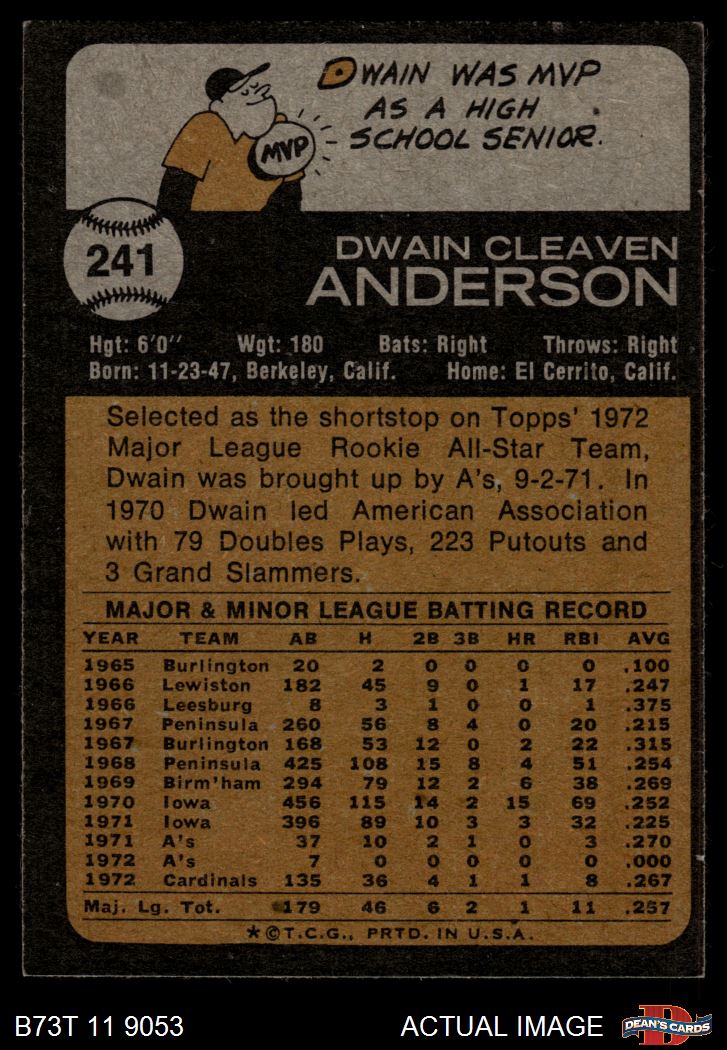 DWAIN WAS MVP
AS A HIGH
SCHOOL SENIOR.
MVP
241
DWAIN CLEAVEN
ANDERSON
Hgt: 6'0" Wgt: 180 Bats: Right Throws: Right
Born: 11-23-47, Berkeley, Calif. Home: El Cerrito, Calif.
Selected as the shortstop on Topps' 1972
Major League Rookie All-Star Team,
Dwain was brought up by A's, 9-2-71. In
1970 Dwain led American Association
with 79 Doubles Plays, 223 Putouts and
3 Grand Slammers.
MAJOR & MINOR LEAGUE BATTING RECORD
YEAR TEAM AB H 2B 3B HR RBI AVG
1965 Burlington 20 2 0 0 0 0 .100
1966 Lewiston 182 45 9 0 1 17 .247
1966 Leesburg 8 3 1 0 0 1 .375
1967 Peninsula 260 56 8 4 0 20 .215
1967 Burlington 168 53 12 0 2 22 .315
1968 Peninsula 425 108 15 8 4 51 .254
1969 Birm'ham 294 79 12 2 6 38 .269
1970 Iowa 456 115 14 2 15 69 .252
1971 Iowa 396 89 10 3 3 32 .225
1971 A's 37 10 2 1 0 3 .270
1972 A's 7 0 0 0 0 0 .000
1972 Cardinals 135 36 4 1 1 8 .267
Maj. Lg. Tot. 179 46 6 2 1 11 .257
*©T.C.G., PRTD. IN U.S.A.
B73T 11 9053 ACTUAL IMAGE
D
DEAN'S CARDS